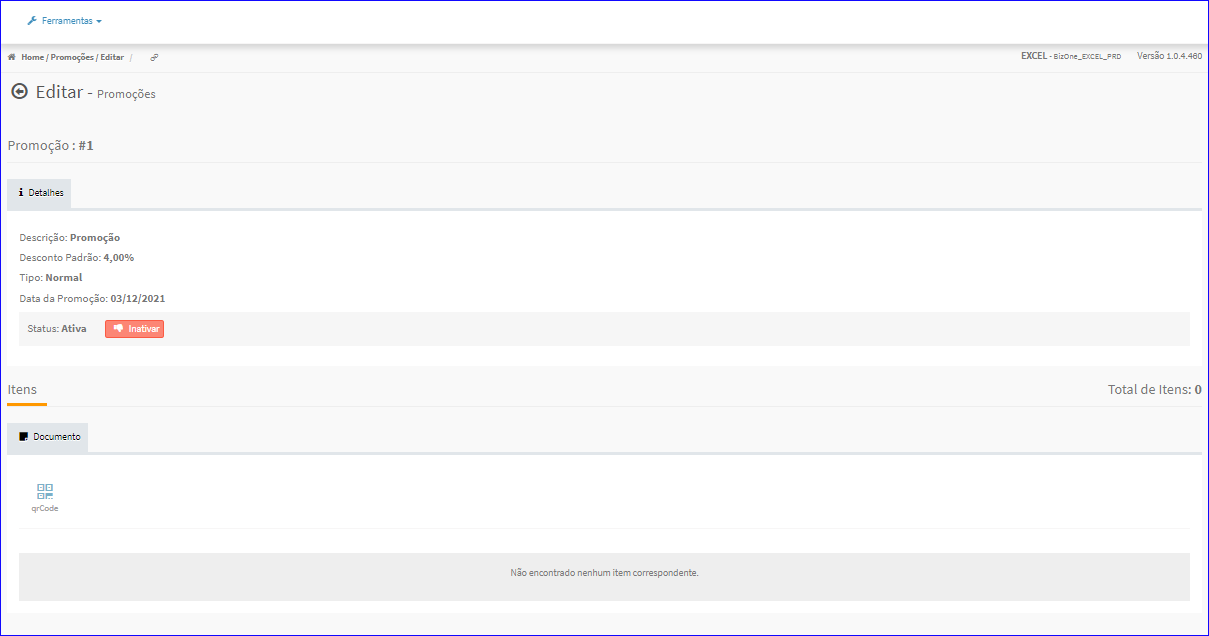 Ferramentas
Home / Promoções / Editar /
EXCEL - BizOne_EXCEL_PRD Versão 1.0.4.460
Editar - Promoções
Promoção : #1
Detalhes
Descrição: Promoção
Desconto Padrão: 4,00%
Tipo: Normal
Data da Promoção: 03/12/2021
Status: Ativa Inativar
Itens Total de Itens: 0
Documento
qrCode
Não encontrado nenhum item correspondente.